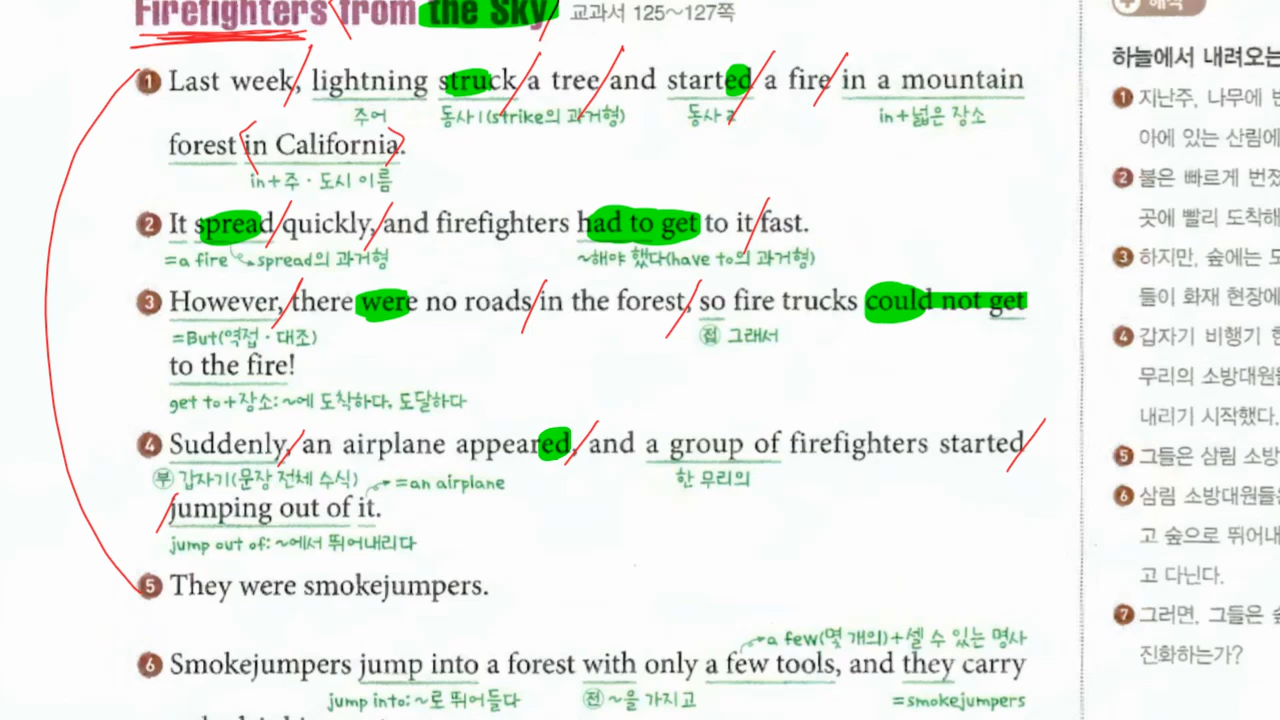 Firefighters from the Sky 교과서 125~127쪽
해석
1 Last week, lightning struck a tree and started a fire in a mountain
주어 동사1(strike의 과거형) 동사2 in+넓은 장소
forest in California.
in+주·도시 이름
2 It spread quickly, and firefighters had to get to it fast.
=a fire spread의 과거형 ~해야 했다(have to의 과거형)
3 However, there were no roads in the forest, so fire trucks could not get
=But(역접·대조) 접 그래서
to the fire!
get to+장소: ~에 도착하다, 도달하다
4 Suddenly, an airplane appeared, and a group of firefighters started
부 갑자기(문장 전체 수식) =an airplane 한 무리의
jumping out of it.
jump out of: ~에서 뛰어내리다
5 They were smokejumpers.
a few(몇 개의)+셀 수 있는 명사
6 Smokejumpers jump into a forest with only a few tools, and they carry
jump into: ~로 뛰어들다 전 ~을 가지고 =smokejumpers
하늘에서 내려오는
1 지난주, 나무에
아에 있는 산림에
2 불은 빠르게 번졌
곳에 빨리 도착해
3 하지만, 숲에는
들이 화재 현장에
4 갑자기 비행기
무리의 소방대원
내리기 시작했다.
5 그들은 삼림 소방
6 삼림 소방대원들은
고 숲으로 뛰어내
고 다닌다.
7 그러면, 그들은
진화하는가?